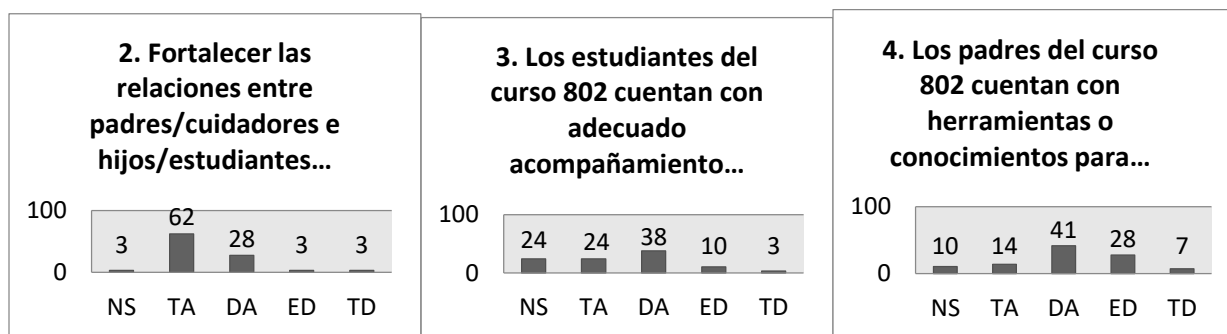 2. Fortalecer las
relaciones entre
padres/cuidadores e
hijos/estudiantes...
100
0
3
62
28
3
3
NS TA DA ED TD
3. Los estudiantes del
curso 802 cuentan con
adecuado
acompañamiento...
100
0
24
24
38
10
3
NS TA DA ED TD
4. Los padres del curso
802 cuentan con
herramientas o
conocimientos para...
100
0
10
14
41
28
7
NS TA DA ED TD